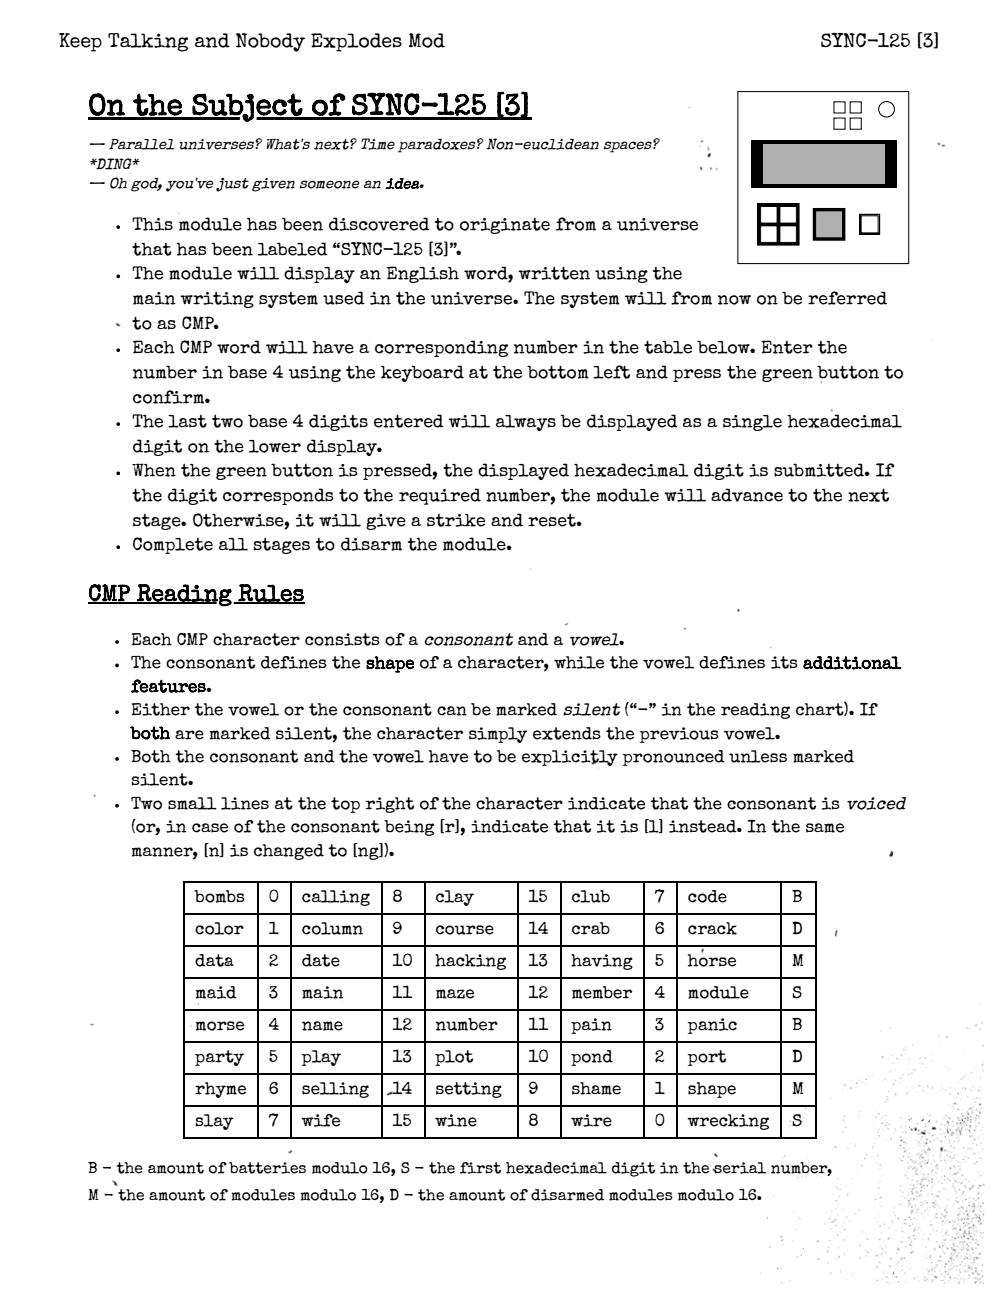 Keep Talking and Nobody Explodes Mod
SYNC-125 [3]
On the Subject of SYNC-125 [3]
— Parallel universes? What's next? Time paradoxes? Non-euclidean spaces?
*DING*
— Oh god, you've just given someone an idea.
• This module has been discovered to originate from a universe
that has been labeled “SYNC-125 [3]”.
• The module will display an English word, written using the
main writing system used in the universe. The system will from now on be referred
to as CMP.
• Each CMP word will have a corresponding number in the table below. Enter the
number in base 4 using the keyboard at the bottom left and press the green button to
confirm.
• The last two base 4 digits entered will always be displayed as a single hexadecimal
digit on the lower display.
• When the green button is pressed, the displayed hexadecimal digit is submitted. If
the digit corresponds to the required number, the module will advance to the next
stage. Otherwise, it will give a strike and reset.
• Complete all stages to disarm the module.
CMP Reading Rules
• Each CMP character consists of a consonant and a vowel.
• The consonant defines the shape of a character, while the vowel defines its additional
features.
• Either the vowel or the consonant can be marked silent (“-” in the reading chart). If
both are marked silent, the character simply extends the previous vowel.
• Both the consonant and the vowel have to be explicitly pronounced unless marked
silent.
• Two small lines at the top right of the character indicate that the consonant is voiced
(or, in case of the consonant being [r], indicate that it is [l] instead. In the same
manner, [n] is changed to [ng]).
bombs 0 calling 8 clay 15 club 7 code B
color 1 column 9 course 14 crab 6 crack D
data 2 date 10 hacking 13 having 5 horse M
maid 3 main 11 maze 12 member 4 module S
morse 4 name 12 number 11 pain 3 panic B
party 5 play 13 plot 10 pond 2 port D
rhyme 6 selling 14 setting 9 shame 1 shape M
slay 7 wife 15 wine 8 wire 0 wrecking S
B - the amount of batteries modulo 16, S - the first hexadecimal digit in the serial number,
M - the amount of modules modulo 16, D - the amount of disarmed modules modulo 16.